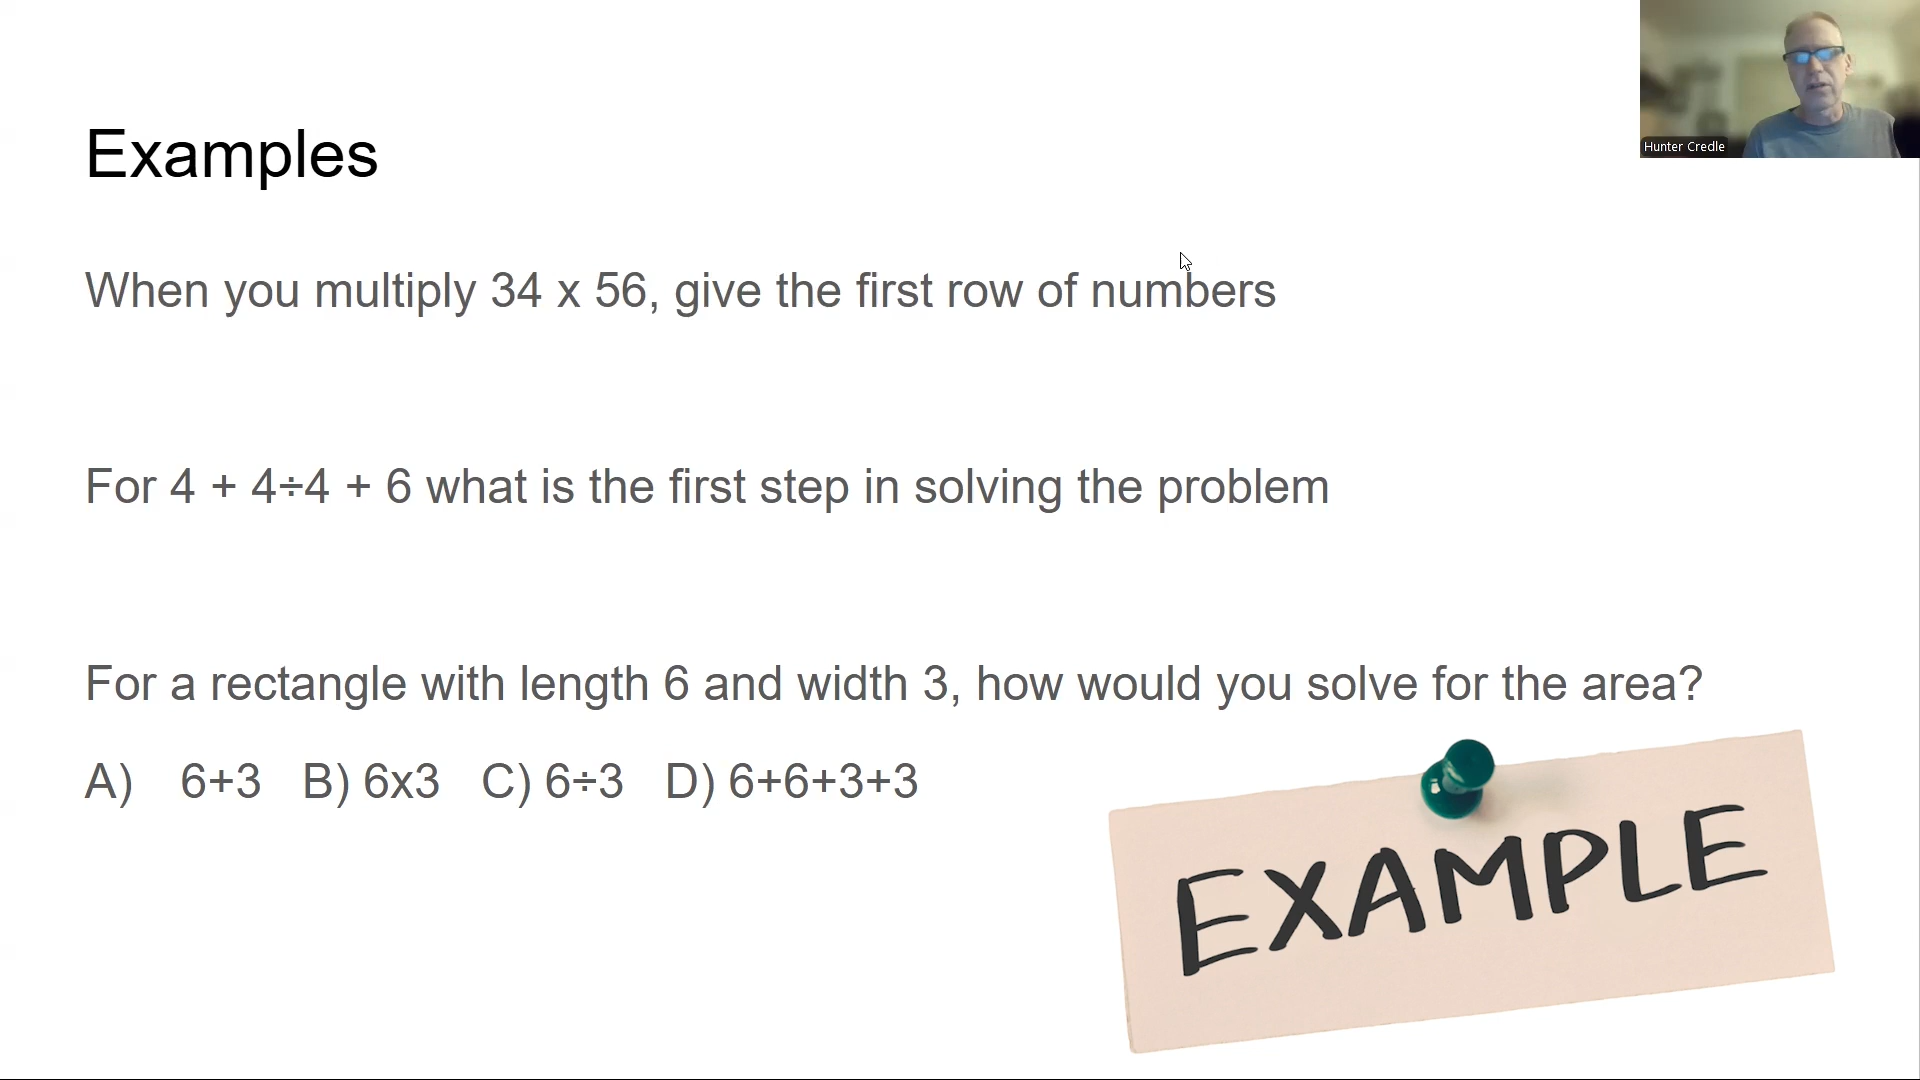 Hunter Credle
Examples
When you multiply 34 x 56, give the first row of numbers
For 4 + 4÷4 + 6 what is the first step in solving the problem
For a rectangle with length 6 and width 3, how would you solve for the area?
A) 6+3 B) 6x3 C) 6÷3 D) 6+6+3+3
EXAMPLE